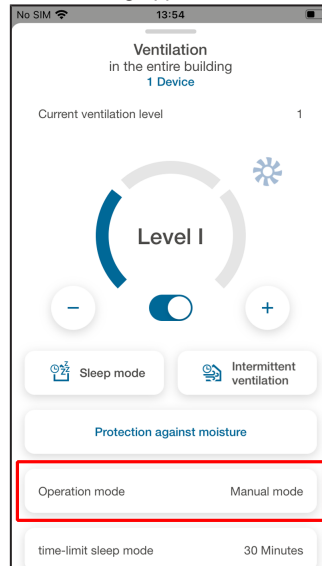 No SIM 13:54
Ventilation
in the entire building
1 Device
Current ventilation level 1
Level I
−
+
Sleep mode
Intermittent
ventilation
Protection against moisture
Operation mode Manual mode
time-limit sleep mode 30 Minutes